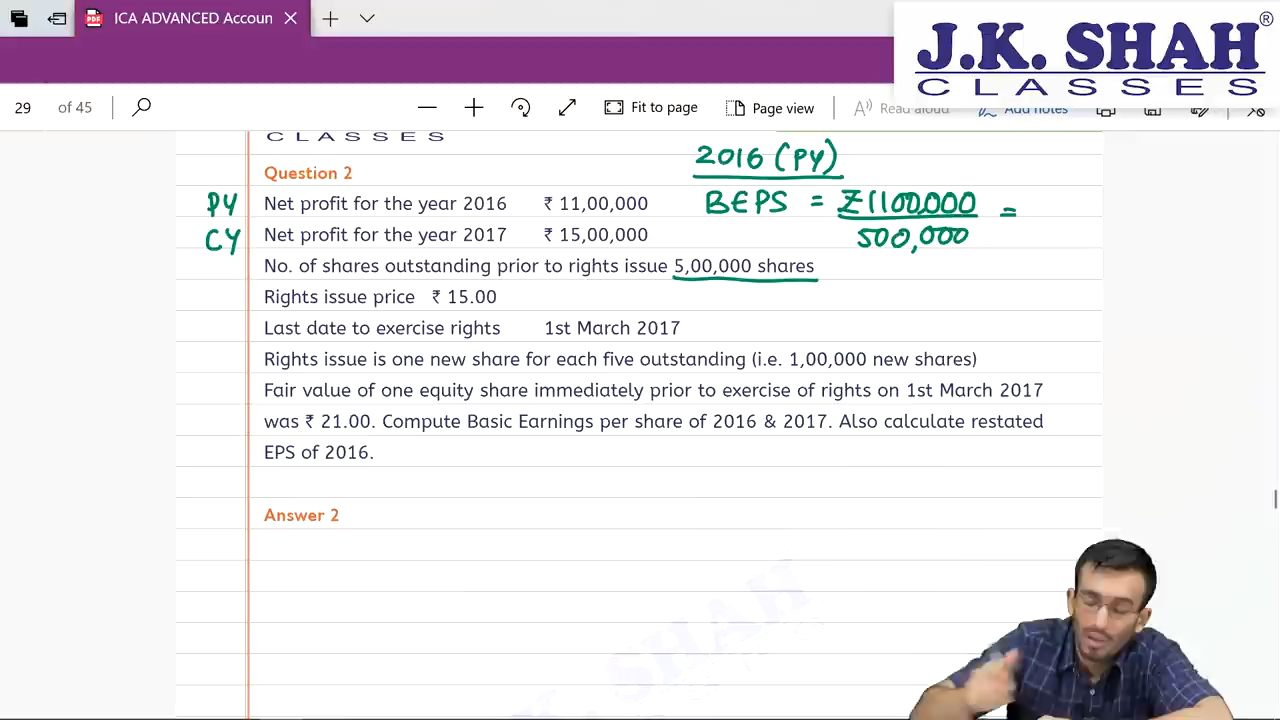 ICA ADVANCED Accoun
J.K. SHAH®
CLASSES
29 of 45
Fit to page
Page view
Read aloud
Add notes
CLASSES
2016 (PY)
Question 2
PY Net profit for the year 2016 ₹ 11,00,000
BEPS = ₹1100,000 =
500,000
CY Net profit for the year 2017 ₹ 15,00,000
No. of shares outstanding prior to rights issue 5,00,000 shares
Rights issue price ₹ 15.00
Last date to exercise rights 1st March 2017
Rights issue is one new share for each five outstanding (i.e. 1,00,000 new shares)
Fair value of one equity share immediately prior to exercise of rights on 1st March 2017
was ₹ 21.00. Compute Basic Earnings per share of 2016 & 2017. Also calculate restated
EPS of 2016.
Answer 2
K. SHAH